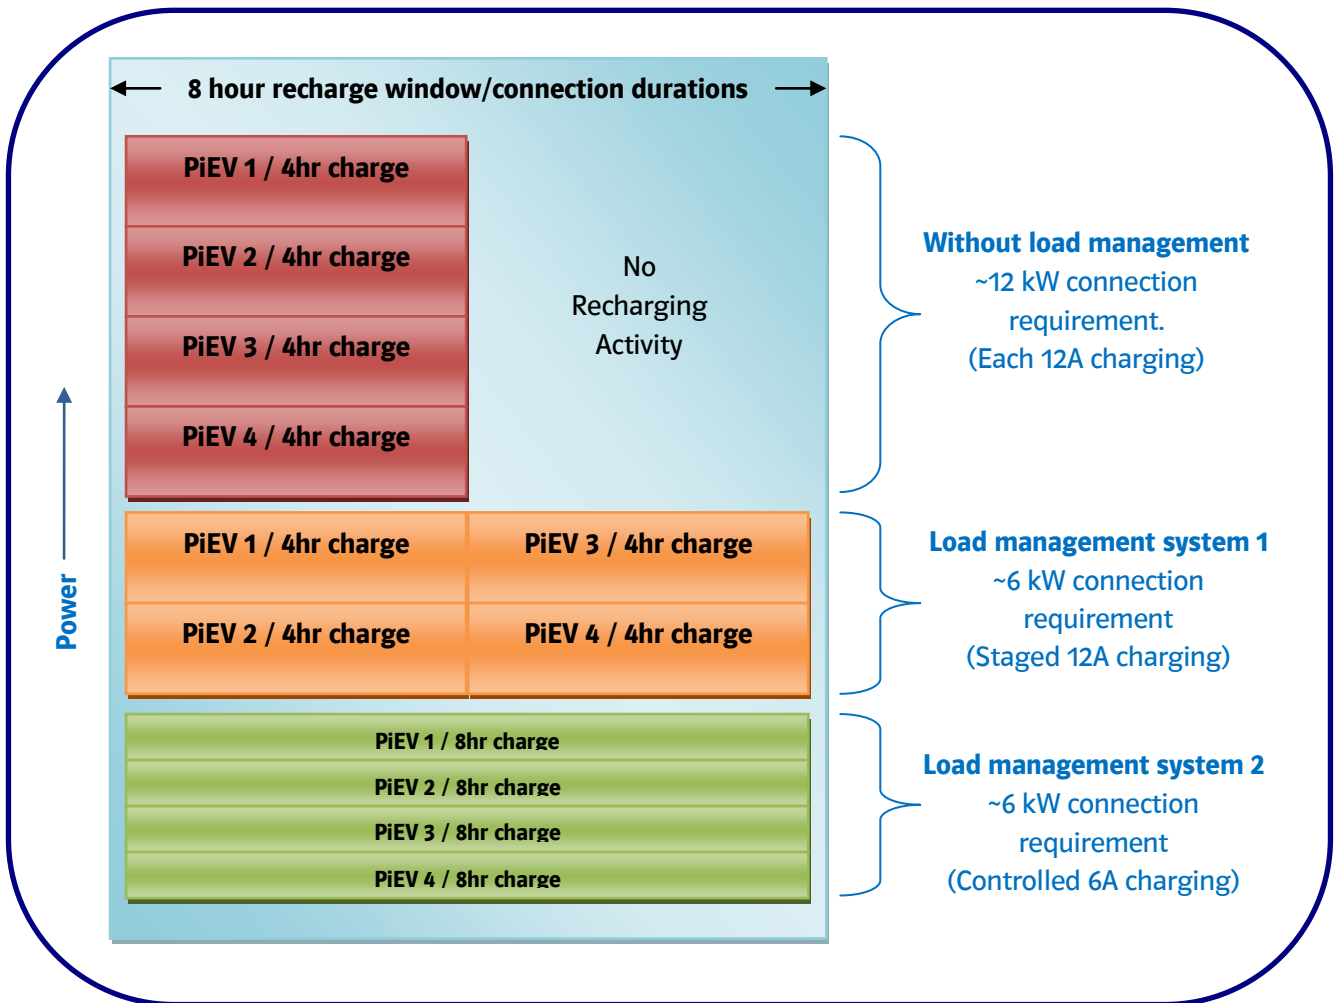 8 hour recharge window/connection durations
PiEV 1 / 4hr charge
PiEV 2 / 4hr charge
PiEV 3 / 4hr charge
PiEV 4 / 4hr charge
No
Recharging
Activity
Without load management
~12 kW connection
requirement.
(Each 12A charging)
Power
PiEV 1 / 4hr charge
PiEV 3 / 4hr charge
PiEV 2 / 4hr charge
PiEV 4 / 4hr charge
Load management system 1
~6 kW connection
requirement
(Staged 12A charging)
PiEV 1 / 8hr charge
PiEV 2 / 8hr charge
PiEV 3 / 8hr charge
PiEV 4 / 8hr charge
Load management system 2
~6 kW connection
requirement
(Controlled 6A charging)